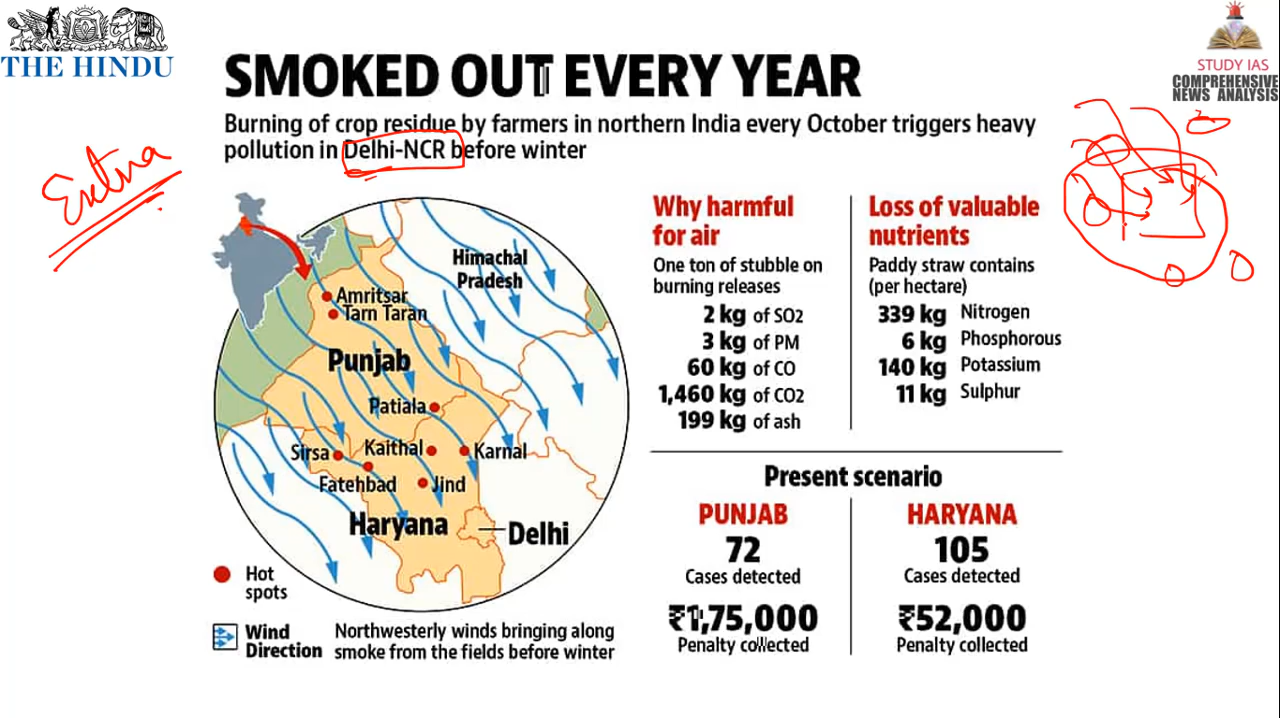 THE HINDU
STUDY IAS
COMPREHENSIVE
NEWS ANALYSIS
SMOKED OUT EVERY YEAR
Burning of crop residue by farmers in northern India every October triggers heavy
pollution in Delhi-NCR before winter
Extra
Himachal
Pradesh
Amritsar
Tarn Taran
Punjab
Patiala
Sirsa
Kaithal
Karnal
Fatehbad
Jind
Haryana
Delhi
Hot
spots
Wind
Direction
Northwesterly winds bringing along
smoke from the fields before winter
Why harmful
for air
One ton of stubble on
burning releases
2 kg of SO2
3 kg of PM
60 kg of CO
1,460 kg of CO2
199 kg of ash
Loss of valuable
nutrients
Paddy straw contains
(per hectare)
339 kg Nitrogen
6 kg Phosphorous
140 kg Potassium
11 kg Sulphur
Present scenario
PUNJAB
72
Cases detected
₹1,75,000
Penalty collected
HARYANA
105
Cases detected
₹52,000
Penalty collected